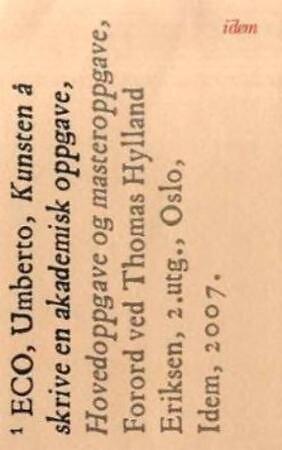 idem
¹ ECO, Umberto, Kunsten å
skrive en akademisk oppgave,
Hovedoppgave og masteroppgave,
Forord ved Thomas Hylland
Eriksen, 2.utg., Oslo,
Idem, 2007.